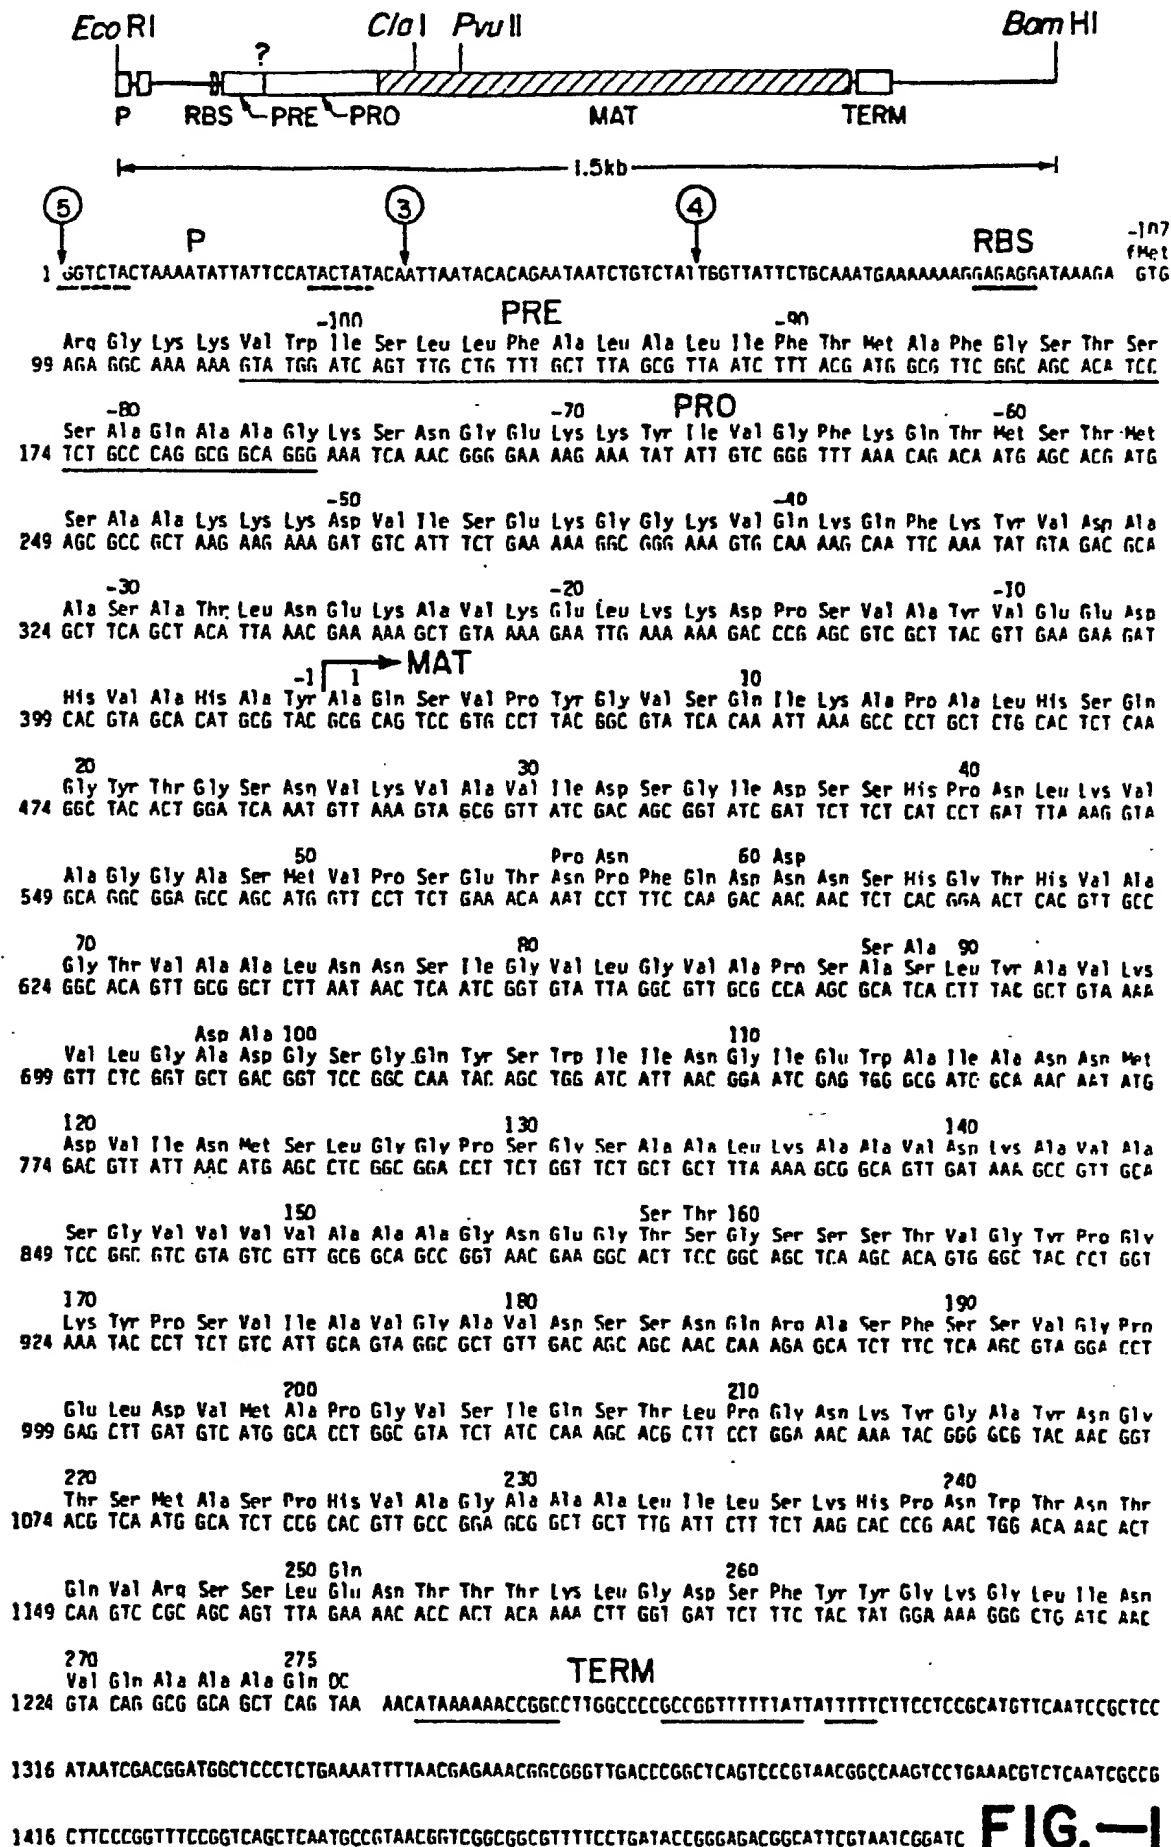 Eco RI ClaI PvuII Bam HI
?
P RBS PRE PRO MAT TERM
1.5kb
5 3 4
P RBS -107
fMet
1 GGTCTACTAAAATATTATTCCATACTATACAATTAATACACAGAATAATCTGTCTATTGGTTATTCTGCAAATGAAAAAAAGGAGAGGATAAAGA GTG
-100 PRE -90
Arg Gly Lys Lys Val Trp Ile Ser Leu Leu Phe Ala Leu Ala Leu Ile Phe Thr Met Ala Phe Gly Ser Thr Ser
99 AGA GGC AAA AAA GTA TGG ATC AGT TTG CTG TTT GCT TTA GCG TTA ATC TTT ACG ATG GCG TTC GGC AGC ACA TCC
-80 -70 PRO -60
Ser Ala Gln Ala Ala Gly Lys Ser Asn Gly Glu Lys Lys Tyr Ile Val Gly Phe Lys Gln Thr Met Ser Thr Met
174 TCT GCC CAG GCG GCA GGG AAA TCA AAC GGG GAA AAG AAA TAT ATT GTC GGG TTT AAA CAG ACA ATG AGC ACG ATG
-50 -40
Ser Ala Ala Lys Lys Lys Asp Val Ile Ser Glu Lys Gly Gly Lys Val Gln Lys Gln Phe Lys Tyr Val Asp Ala
249 AGC GCC GCT AAG AAG AAA GAT GTC ATT TCT GAA AAA GGC GGG AAA GTG CAA AAG CAA TTC AAA TAT GTA GAC GCA
-30 -20 -10
Ala Ser Ala Thr Leu Asn Glu Lys Ala Val Lys Glu Leu Lys Lys Asp Pro Ser Val Ala Tyr Val Glu Glu Asp
324 GCT TCA GCT ACA TTA AAC GAA AAA GCT GTA AAA GAA TTG AAA AAA GAC CCG AGC GTC GCT TAC GTT GAA GAA GAT
-1 1 MAT 10
His Val Ala His Ala Tyr Ala Gln Ser Val Pro Tyr Gly Val Ser Gln Ile Lys Ala Pro Ala Leu His Ser Gln
399 CAC GTA GCA CAT GCG TAC GCG CAG TCC GTG CCT TAC GGC GTA TCA CAA ATT AAA GCC CCT GCT CTG CAC TCT CAA
20 30 40
Gly Tyr Thr Gly Ser Asn Val Lys Val Ala Val Ile Asp Ser Gly Ile Asp Ser Ser His Pro Asn Leu Lys Val
474 GGC TAC ACT GGA TCA AAT GTT AAA GTA GCG GTT ATC GAC AGC GGT ATC GAT TCT TCT CAT CCT GAT TTA AAG GTA
50 Pro Asn 60 Asp
Ala Gly Gly Ala Ser Met Val Pro Ser Glu Thr Asn Pro Phe Gln Asn Asn Asn Ser His Gly Thr His Val Ala
549 GCA GGC GGA GCC AGC ATG GTT CCT TCT GAA ACA AAT CCT TTC CAA GAC AAC AAC TCT CAC GGA ACT CAC GTT GCC
70 80 Ser Ala 90
Gly Thr Val Ala Ala Leu Asn Asn Ser Ile Gly Val Leu Gly Val Ala Pro Ser Ala Ser Leu Tyr Ala Val Lys
624 GGC ACA GTT GCG GCT CTT AAT AAC TCA ATC GGT GTA TTA GGC GTT GCG CCA AGC GCA TCA CTT TAC GCT GTA AAA
Asp Ala 100 110
Val Leu Gly Ala Asp Gly Ser Gly Gln Tyr Ser Trp Ile Ile Asn Gly Ile Glu Trp Ala Ile Ala Asn Asn Met
699 GTT CTC GGT GCT GAC GGT TCC GGC CAA TAC AGC TGG ATC ATT AAC GGA ATC GAG TGG GCG ATC GCA AAC AAT ATG
120 130 140
Asp Val Ile Asn Met Ser Leu Gly Gly Pro Ser Gly Ser Ala Ala Leu Lys Ala Ala Val Asn Lys Ala Val Ala
774 GAC GTT ATT AAC ATG AGC CTC GGC GGA CCT TCT GGT TCT GCT GCT TTA AAA GCG GCA GTT GAT AAA GCC GTT GCA
150 Ser Thr 160
Ser Gly Val Val Val Val Ala Ala Ala Gly Asn Glu Gly Thr Ser Gly Ser Ser Ser Thr Val Gly Tyr Pro Gly
849 TCC GGC GTC GTA GTC GTT GCG GCA GCC GGT AAC GAA GGC ACT TCC GGC AGC TCA AGC ACA GTG GGC TAC CCT GGT
170 180 190
Lys Tyr Pro Ser Val Ile Ala Val Gly Ala Val Asn Ser Ser Asn Gln Arg Ala Ser Phe Ser Ser Val Gly Pro
924 AAA TAC CCT TCT GTC ATT GCA GTA GGC GCT GTT GAC AGC AGC AAC CAA AGA GCA TCT TTC TCA AGC GTA GGA CCT
200 210
Glu Leu Asp Val Met Ala Pro Gly Val Ser Ile Gln Ser Thr Leu Pro Gly Asn Lys Tyr Gly Ala Tyr Asn Gly
999 GAG CTT GAT GTC ATG GCA CCT GGC GTA TCT ATC CAA AGC ACG CTT CCT GGA AAC AAA TAC GGG GCG TAC AAC GGT
220 230 240
Thr Ser Met Ala Ser Pro His Val Ala Gly Ala Ala Ala Leu Ile Leu Ser Lys His Pro Asn Trp Thr Asn Thr
1074 ACG TCA ATG GCA TCT CCG CAC GTT GCC GGA GCG GCT GCT TTG ATT CTT TCT AAG CAC CCG AAC TGG ACA AAC ACT
250 Gln 260
Gln Val Arg Ser Ser Leu Glu Asn Thr Thr Thr Lys Leu Gly Asp Ser Phe Tyr Tyr Gly Lys Gly Leu Ile Asn
1149 CAA GTC CGC AGC AGT TTA GAA AAC ACC ACT ACA AAA CTT GGT GAT TCT TTC TAC TAT GGA AAA GGG CTG ATC AAC
270 275 TERM
Val Gln Ala Ala Ala Gln OC
1224 GTA CAG GCG GCA GCT CAG TAA AACATAAAAAACCGGCCTTGGCCCCGCCGGTTTTTTATTATTTTTCTTCCTCCGCATGTTCAATCCGCTCC
1316 ATAATCGACGGATGGCTCCCTCTGAAAATTTTAACGAGAAACGGCGGGTTGACCCGGCTCAGTCCCGTAACGGCCAAGTCCTGAAACGTCTCAATCGCCG
1416 CTTCCCGGTTTCCGGTCAGCTCAATGCCGTAACGGTCGGCGGCGTTTTCCTGATACCGGGAGACGGCATTCGTAATCGGATC
FIG.—1